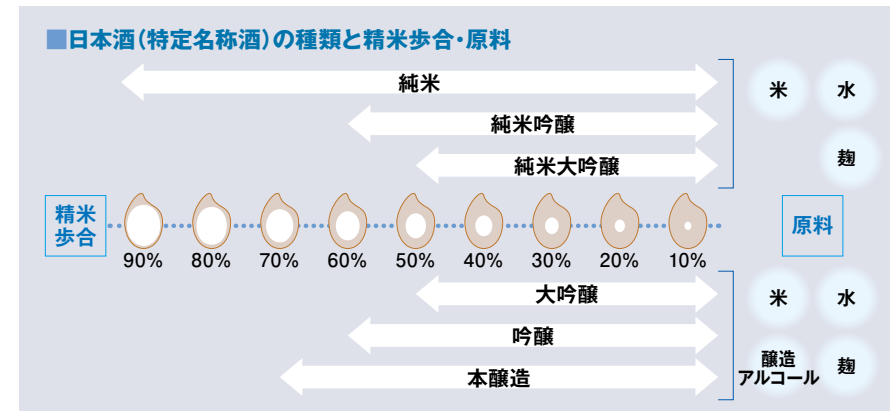 ■日本酒(特定名称酒)の種類と精米歩合・原料
純米
純米吟醸
純米大吟醸
米
水
麹
精米
歩合
90%
80%
70%
60%
50%
40%
30%
20%
10%
原料
大吟醸
吟醸
本醸造
米
水
醸造
アルコール
麹